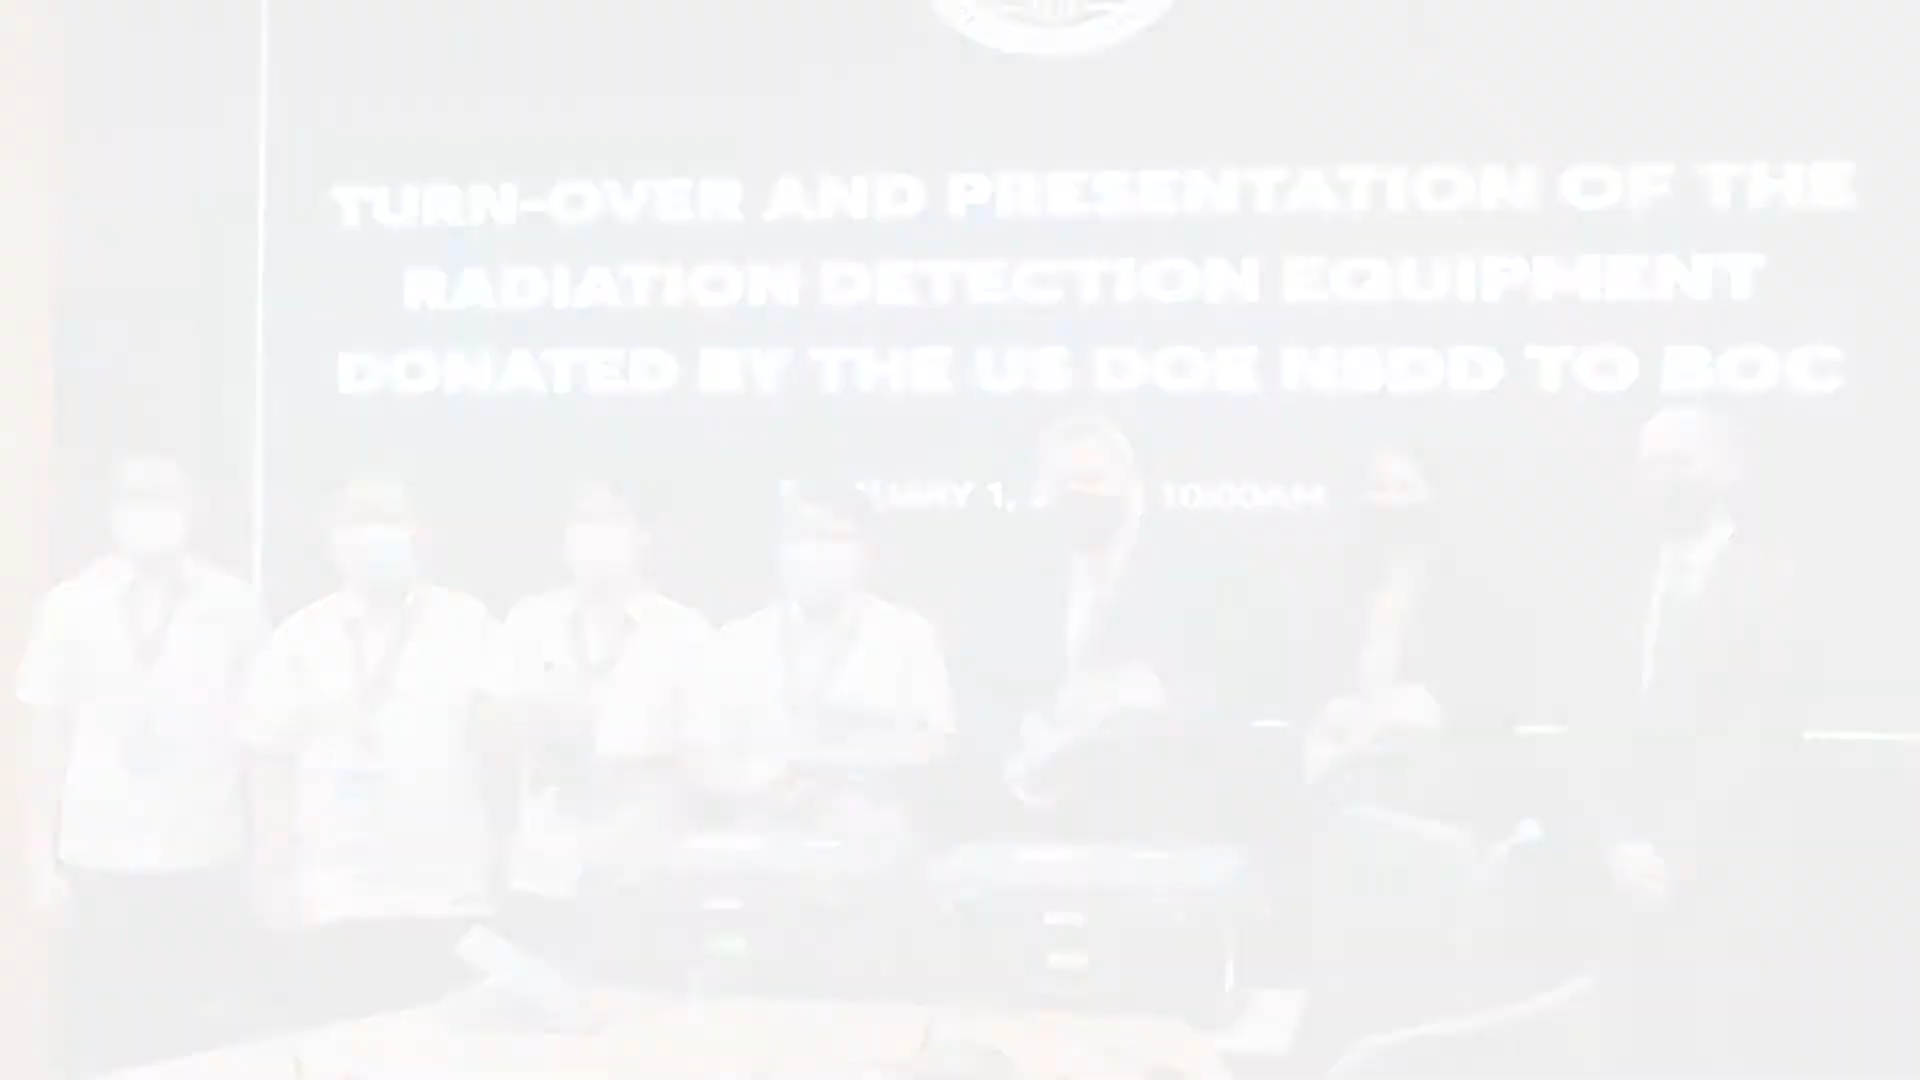 TURN-OVER AND PRESENTATION OF THE
RADIATION DETECTION EQUIPMENT
DONATED BY THE US DOE NSDD TO BOC
1, 10:00AM